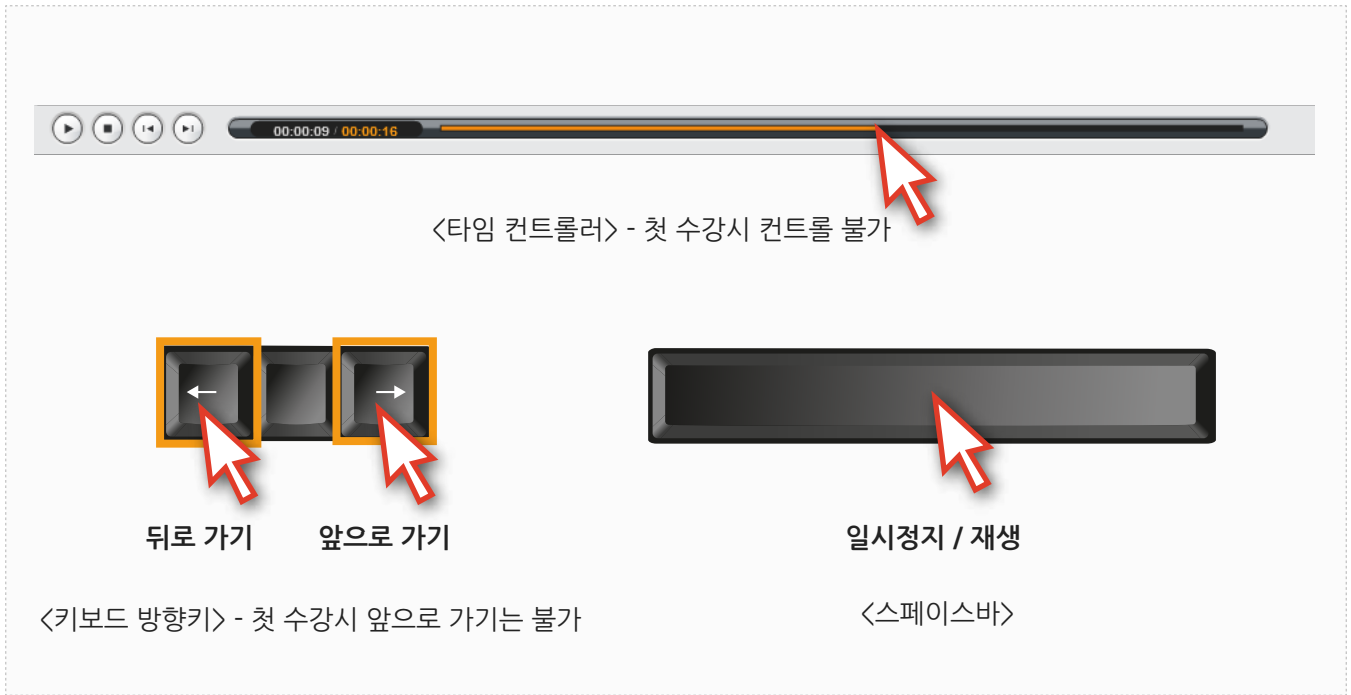 00:00:09 / 00:00:16
<타임 컨트롤러> - 첫 수강시 컨트롤 불가
← →
뒤로 가기 앞으로 가기
일시정지 / 재생
<키보드 방향키> - 첫 수강시 앞으로 가기는 불가
<스페이스바>